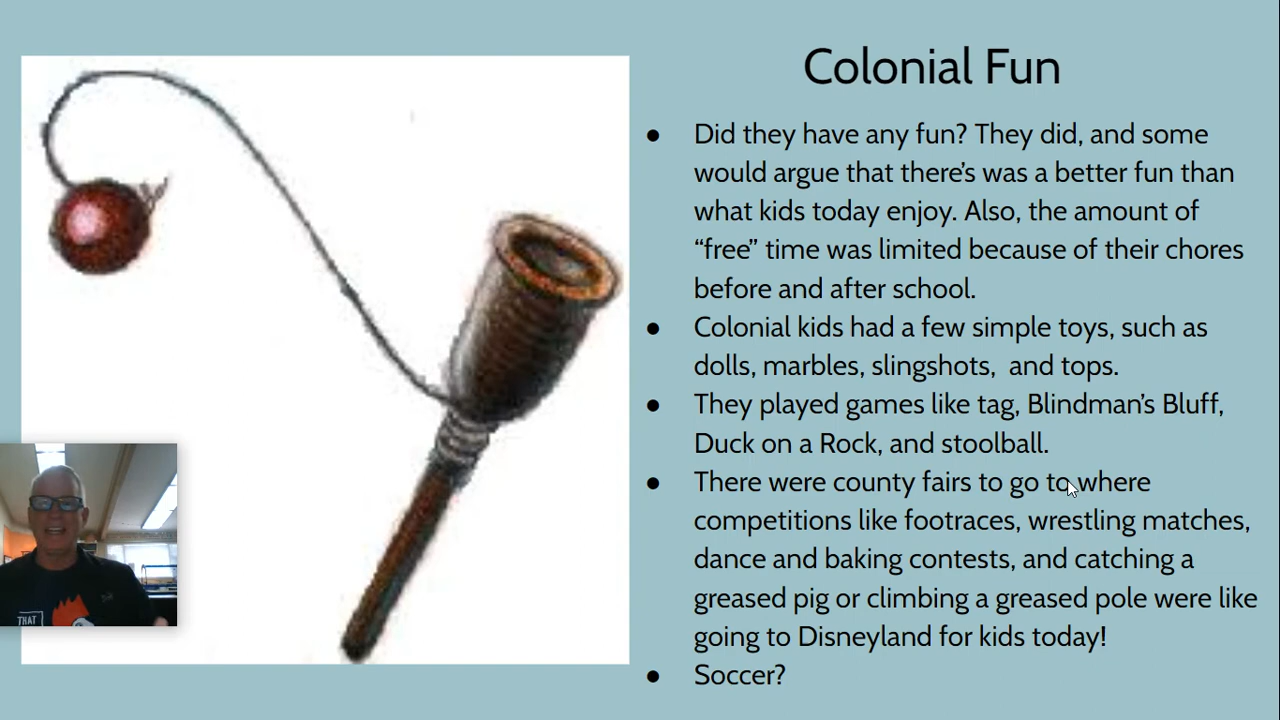 Colonial Fun
● Did they have any fun? They did, and some
would argue that there’s was a better fun than
what kids today enjoy. Also, the amount of
“free” time was limited because of their chores
before and after school.
● Colonial kids had a few simple toys, such as
dolls, marbles, slingshots,  and tops.
● They played games like tag, Blindman’s Bluff,
Duck on a Rock, and stoolball.
● There were county fairs to go to where
competitions like footraces, wrestling matches,
dance and baking contests, and catching a
greased pig or climbing a greased pole were like
going to Disneyland for kids today!
● Soccer?
THAT